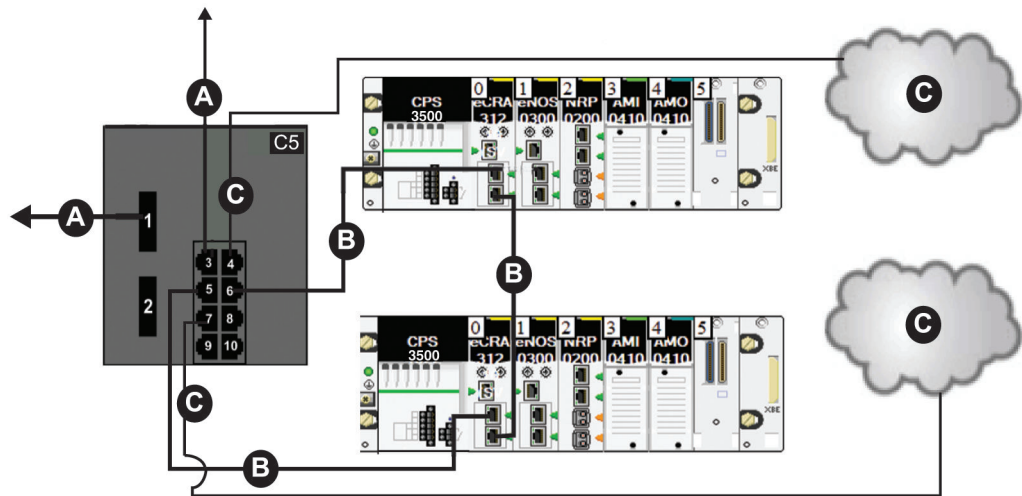 C5
A
A
C
1
2
3 4
5 6
7 8
9 10
B
B
C
B
0 1 2 3 4 5
CPS eCRA eNOS NRP AMI AMO
3500 312 0300 0200 0410 0410
S
XBE
0 1 2 3 4 5
CPS eCRA eNOS NRP AMI AMO
3500 312 0300 0200 0410 0410
S
XBE
C
C